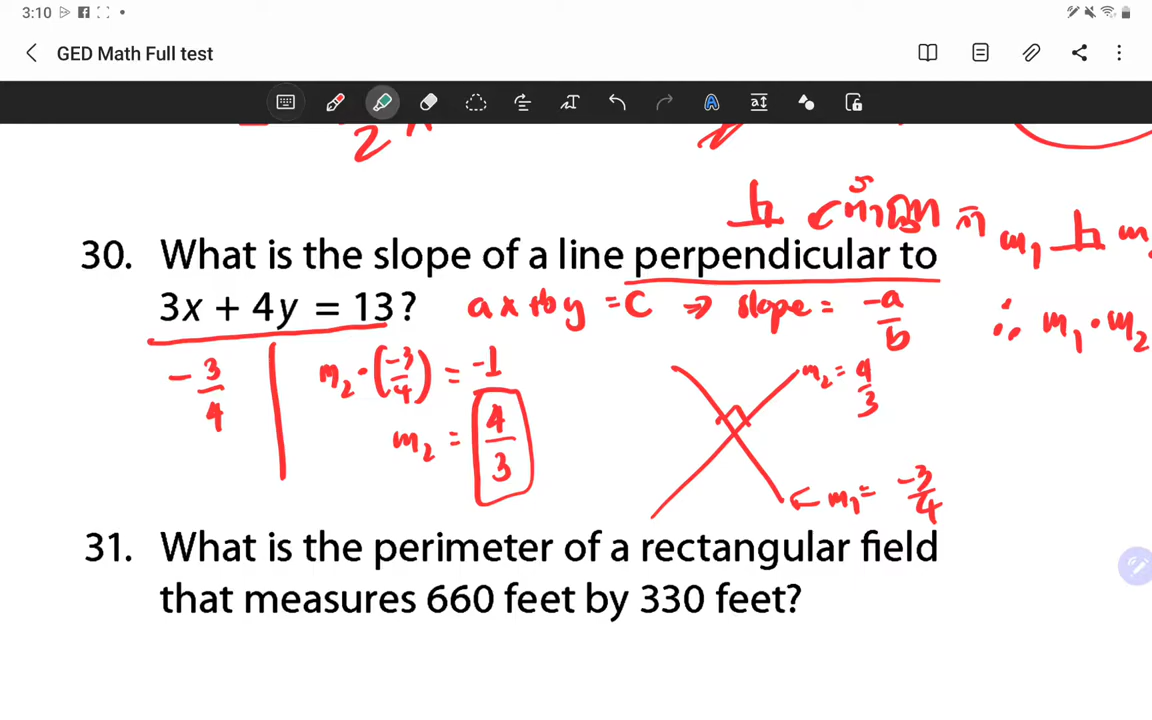 3:10
GED Math Full test
2
30. What is the slope of a line perpendicular to
3x + 4y = 13?
ax + by = c ⇒ slope = -a/b
m₁ ⊥ m
∴ m₁ · m₂
-3/4
m₂ · (-3/4) = -1
m₂ = 4/3
m₂ = 4/3
m₁ = -3/4
31. What is the perimeter of a rectangular field
that measures 660 feet by 330 feet?